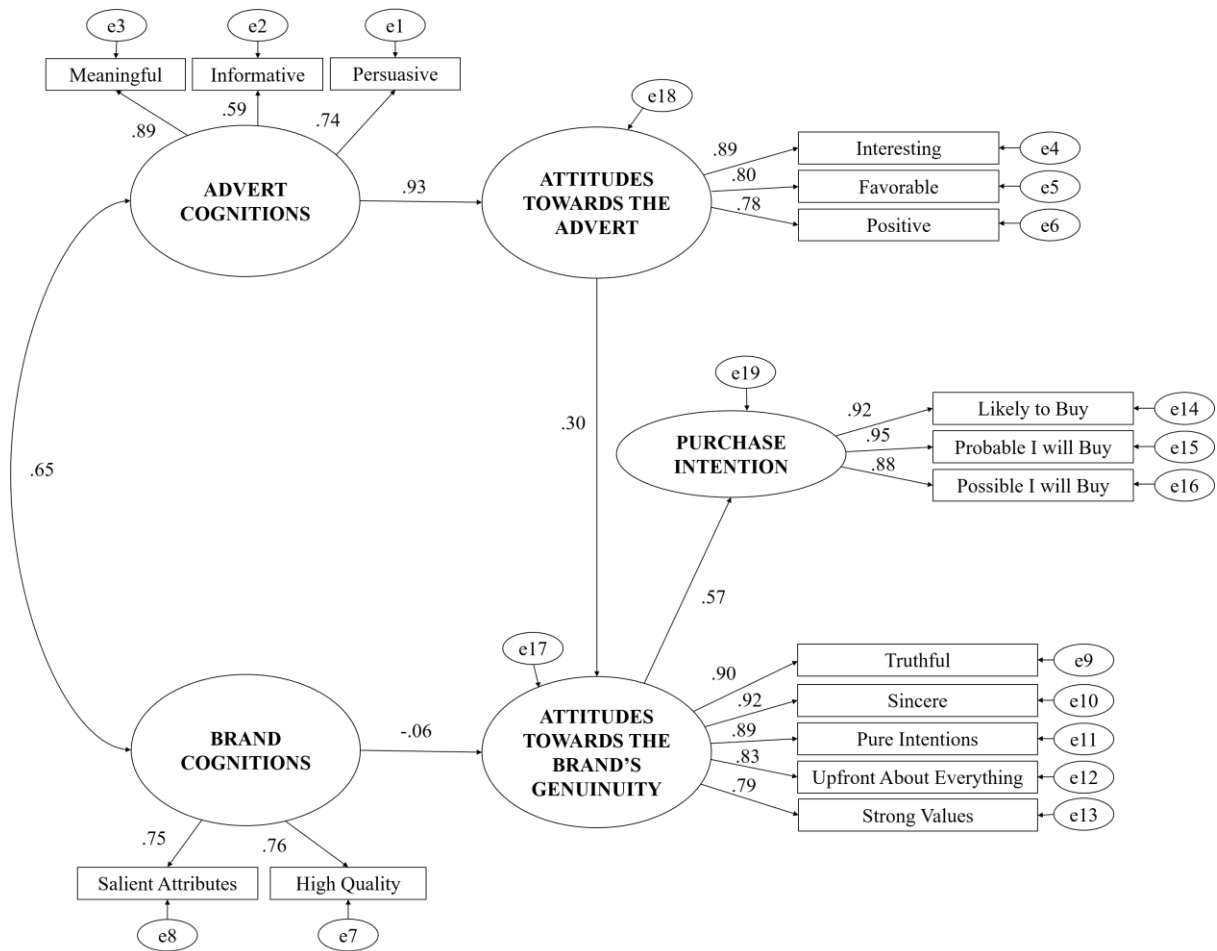 e3
e2
e1
Meaningful
Informative
Persuasive
.89
.59
.74
ADVERT
COGNITIONS
.93
e18
ATTITUDES
TOWARDS THE
ADVERT
.89
.80
.78
Interesting
Favorable
Positive
e4
e5
e6
.65
.30
e19
PURCHASE
INTENTION
.92
.95
.88
Likely to Buy
Probable I will Buy
Possible I will Buy
e14
e15
e16
.57
BRAND
COGNITIONS
-.06
e17
ATTITUDES
TOWARDS THE
BRAND’S
GENUINUITY
.90
.92
.89
.83
.79
Truthful
Sincere
Pure Intentions
Upfront About Everything
Strong Values
e9
e10
e11
e12
e13
.75
.76
Salient Attributes
High Quality
e8
e7